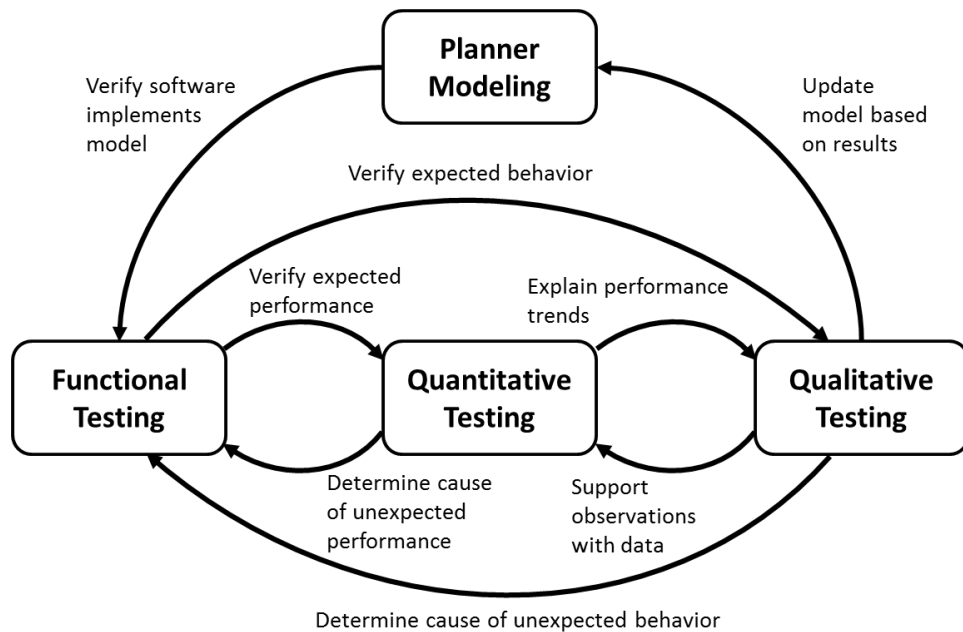 Planner
Modeling
Verify software
implements
model
Update
model based
on results
Verify expected behavior
Verify expected
performance
Explain performance
trends
Functional
Testing
Quantitative
Testing
Qualitative
Testing
Determine cause
of unexpected
performance
Support
observations
with data
Determine cause of unexpected behavior